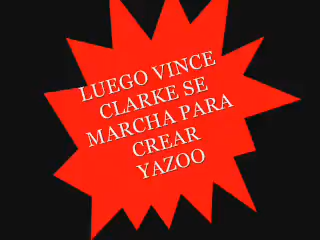 LUEGO VINCE
CLARKE SE
MARCHA PARA
CREAR
YAZOO